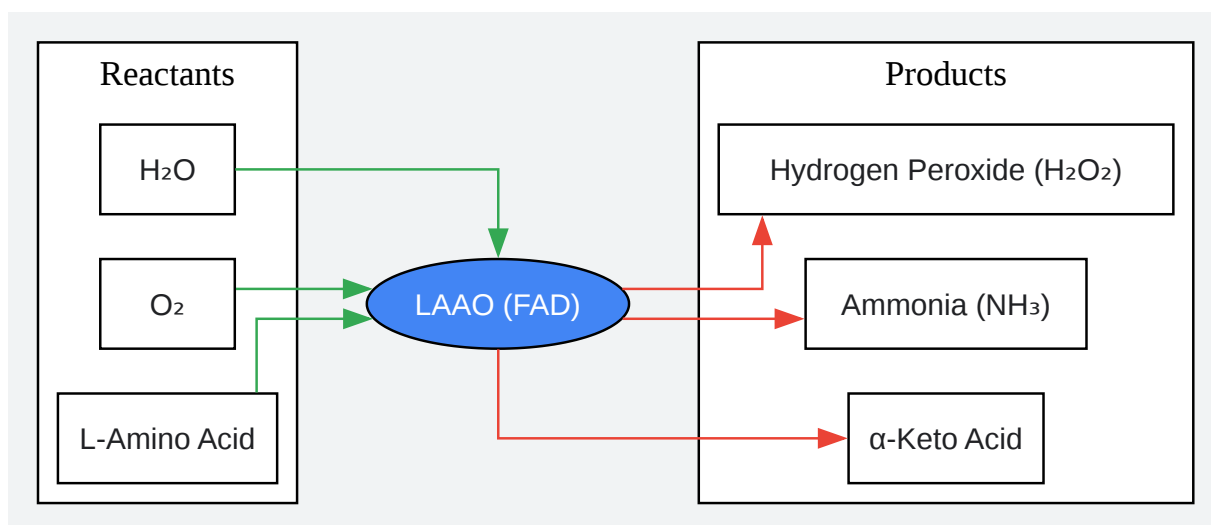 Reactants
H₂O
O₂
L-Amino Acid
LAAO (FAD)
Products
Hydrogen Peroxide (H₂O₂)
Ammonia (NH₃)
α-Keto Acid